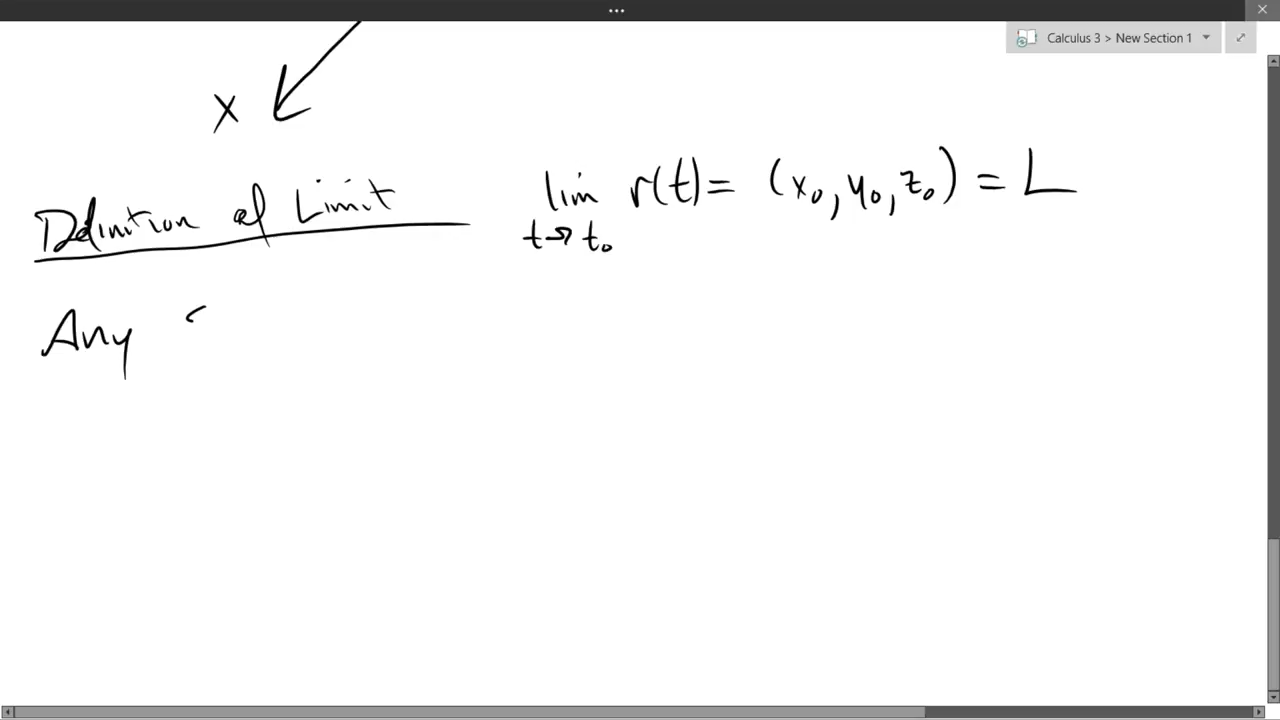 ...
Calculus 3 > New Section 1
X
Definition of Limit lim r(t) = (x₀, y₀, z₀) = L
t→t₀
Any